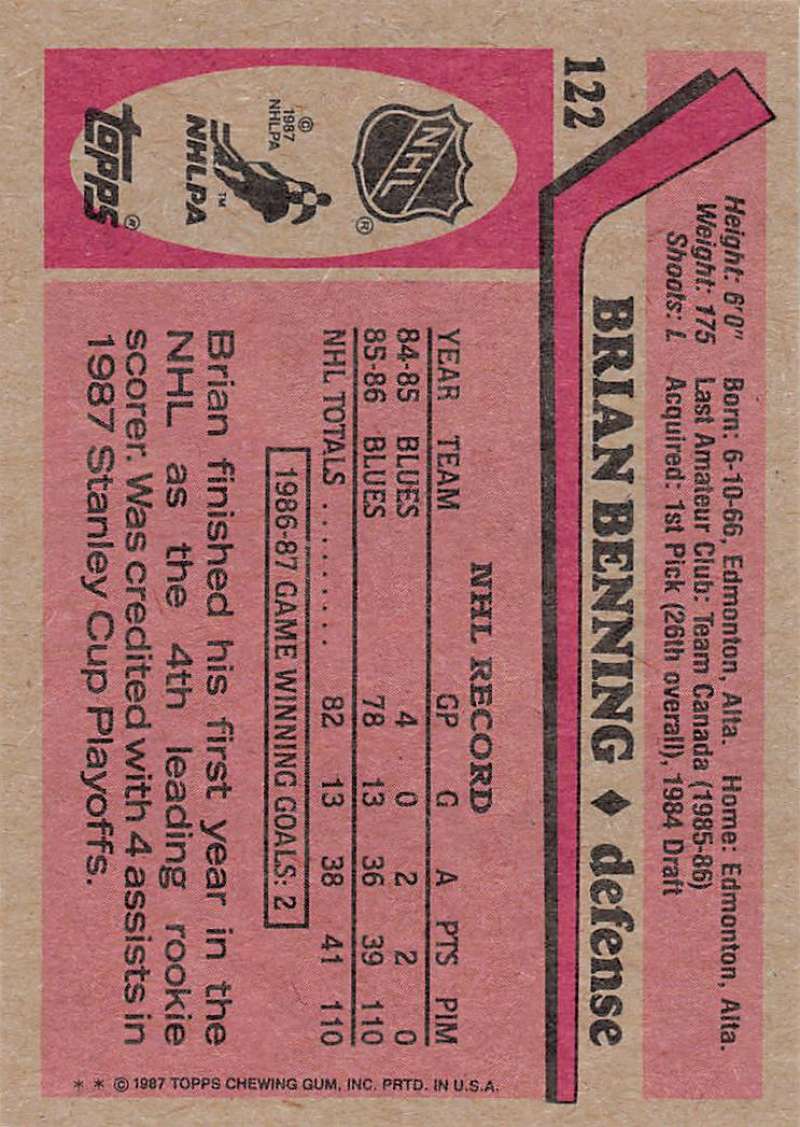 122
Height: 6'0" Born: 6-10-66, Edmonton, Alta. Home: Edmonton, Alta.
Weight: 175 Last Amateur Club: Team Canada (1985-86)
Shoots: L Acquired: 1st Pick (26th overall), 1984 Draft
BRIAN BENNING ♦ defense
NHL
®
© 1987 NHLPA
NHLPA
TM
TOPPS®
NHL RECORD
YEAR TEAM GP G A PTS PIM
84-85 BLUES 4 0 2 2 0
85-86 BLUES 78 13 36 39 110
NHL TOTALS ......... 82 13 38 41 110
1986-87 GAME WINNING GOALS: 2
Brian finished his first year in the
NHL as the 4th leading rookie
scorer. Was credited with 4 assists in
1987 Stanley Cup Playoffs.
* * © 1987 TOPPS CHEWING GUM, INC. PRTD. IN U.S.A.